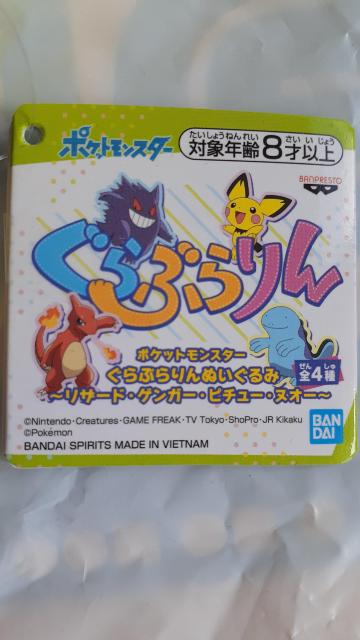 ポケットモンスター
たいしょうねんれい さい い じょう
対象年齢8才以上
BANPRESTO
ぐらぶらりん
ポケットモンスター
ぐらぶらりんぬいぐるみ
〜リザード・ゲンガー・ピチュー・ヌオー〜
ぜん しゅ
全4種
©Nintendo・Creatures・GAME FREAK・TV Tokyo・ShoPro・JR Kikaku
©Pokémon
BANDAI SPIRITS MADE IN VIETNAM
BAN
DAI